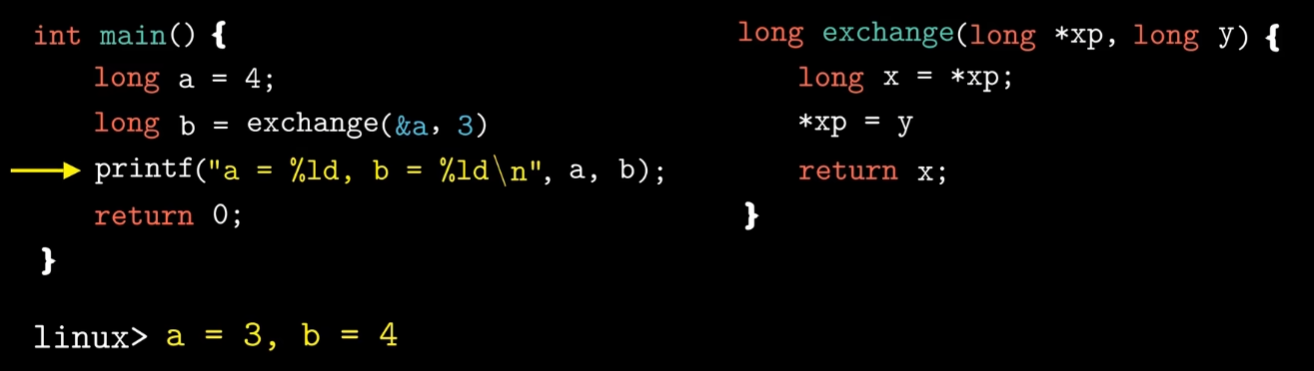 int main() {
long a = 4;
long b = exchange(&a, 3)
printf("a = %ld, b = %ld\n", a, b);
return 0;
}
long exchange(long *xp, long y) {
long x = *xp;
*xp = y
return x;
}
linux> a = 3, b = 4